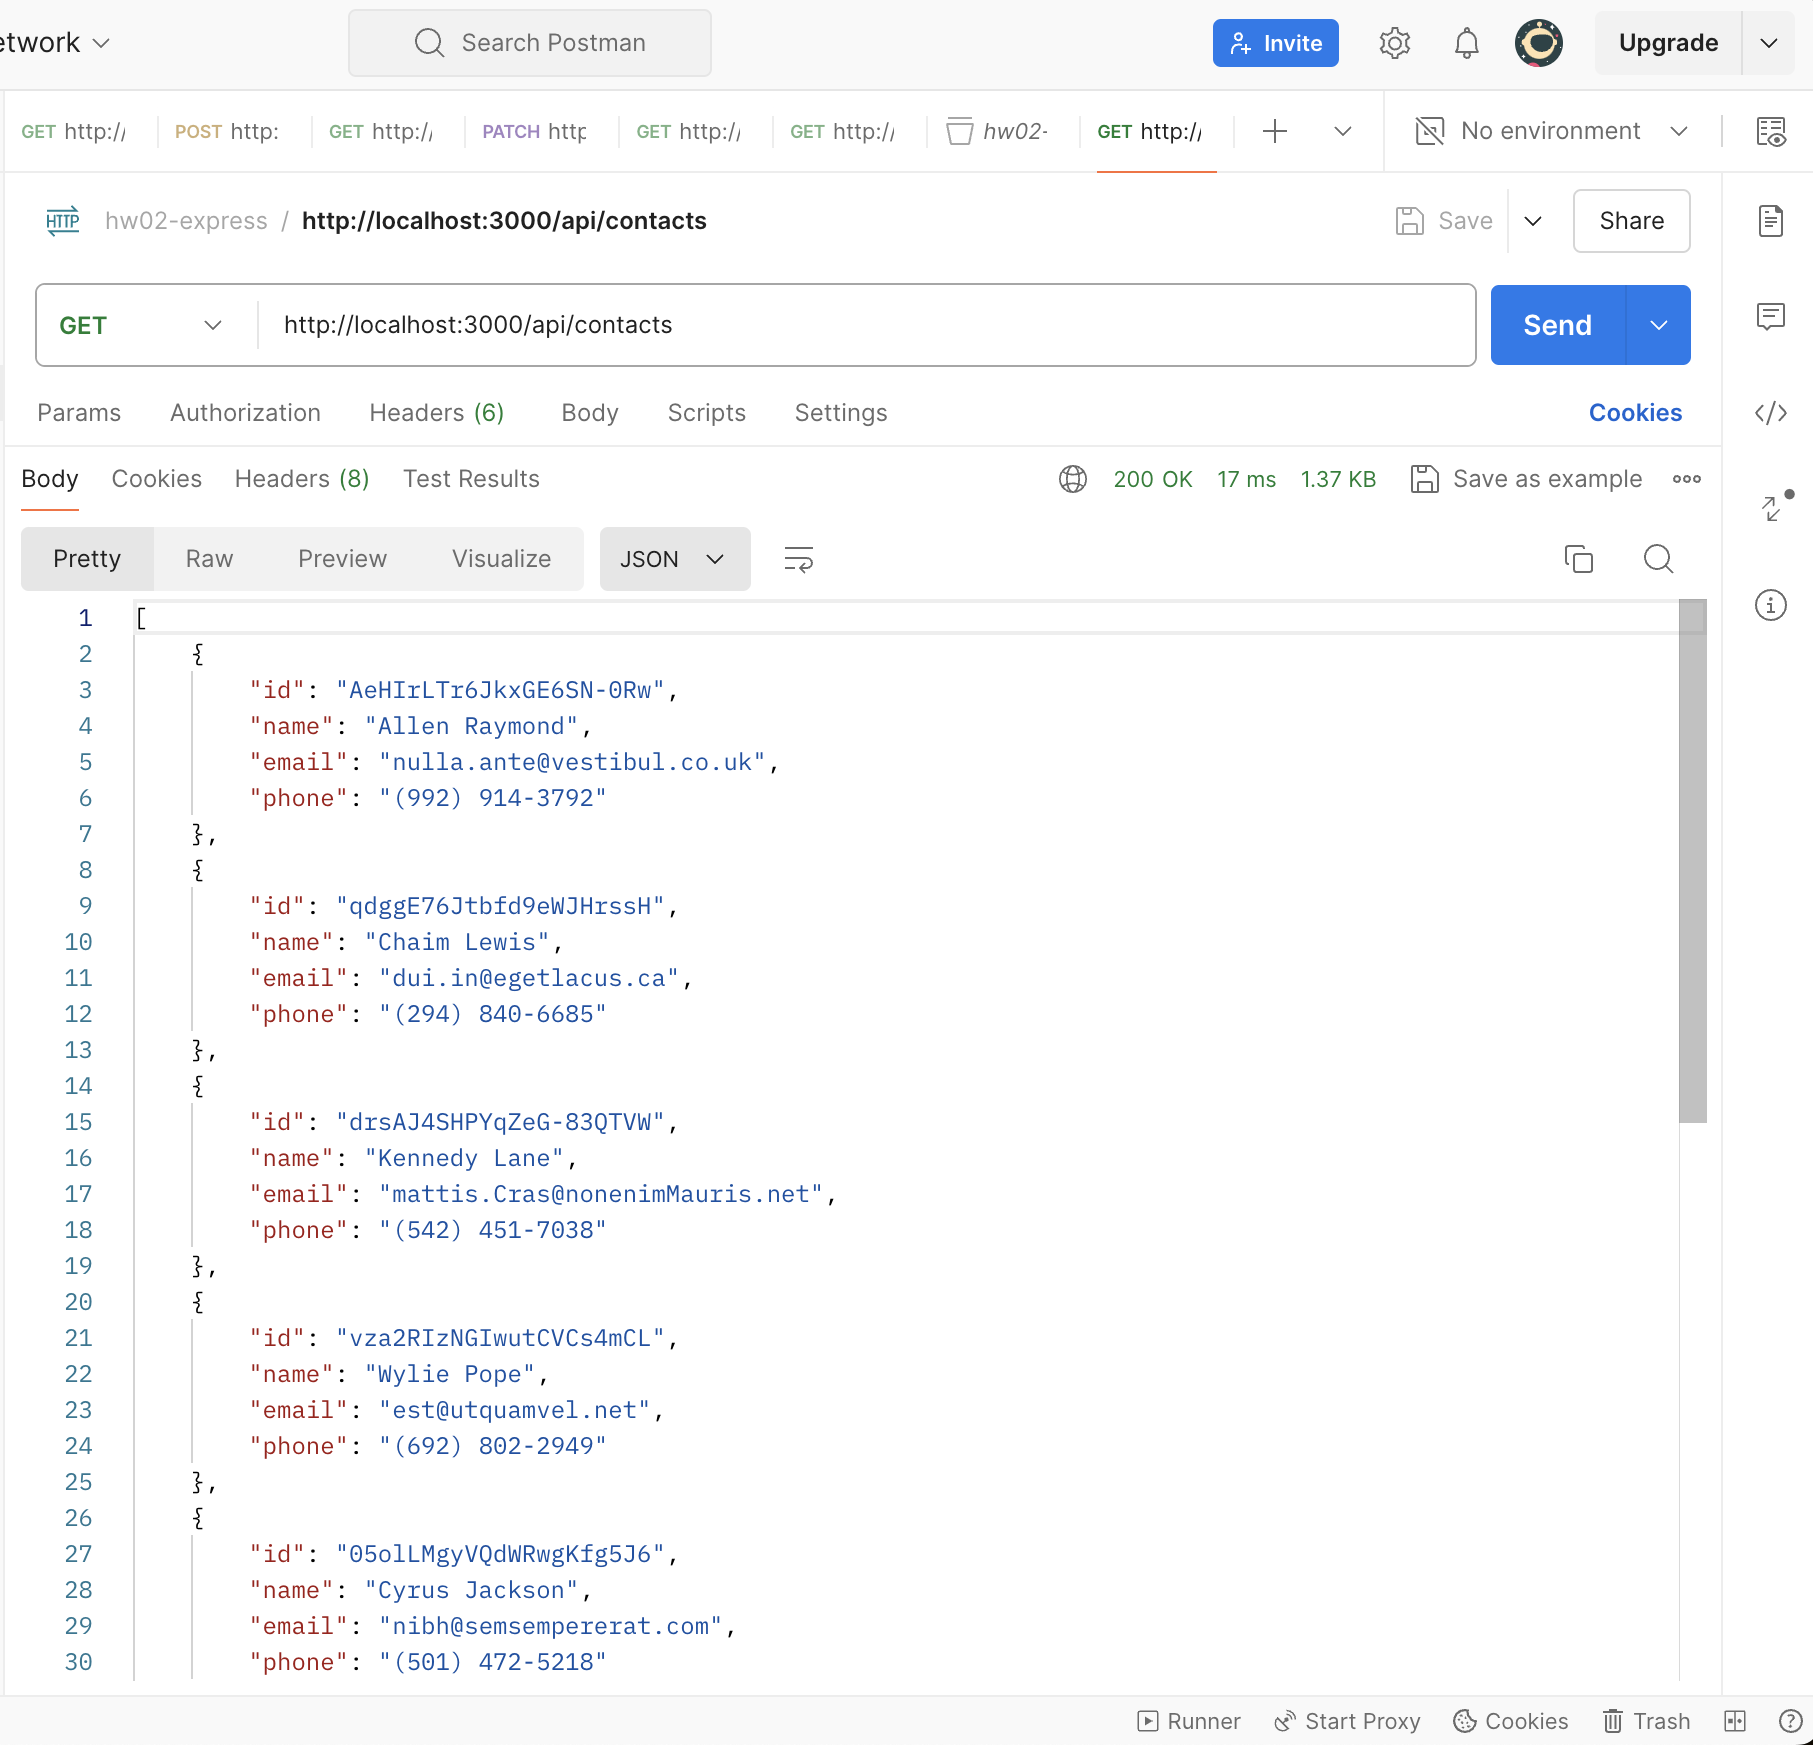 etwork
Search Postman
Invite
Upgrade
GET http:/
POST http:
GET http:/
PATCH http
GET http:/
GET http:/
hw02-
GET http:/
No environment
HTTP hw02-express / http://localhost:3000/api/contacts
Save
Share
GET http://localhost:3000/api/contacts
Send
Params Authorization Headers (6) Body Scripts Settings
Cookies
Body Cookies Headers (8) Test Results
200 OK 17 ms 1.37 KB Save as example
Pretty Raw Preview Visualize JSON
1 [
2 {
3 "id": "AeHIrLTr6JkxGE6SN-0Rw",
4 "name": "Allen Raymond",
5 "email": "nulla.ante@vestibul.co.uk",
6 "phone": "(992) 914-3792"
7 },
8 {
9 "id": "qdggE76Jtbfd9eWJHrssH",
10 "name": "Chaim Lewis",
11 "email": "dui.in@egetlacus.ca",
12 "phone": "(294) 840-6685"
13 },
14 {
15 "id": "drsAJ4SHPYqZeG-83QTVW",
16 "name": "Kennedy Lane",
17 "email": "mattis.Cras@nonenimMauris.net",
18 "phone": "(542) 451-7038"
19 },
20 {
21 "id": "vza2RIzNGIwutCVCs4mCL",
22 "name": "Wylie Pope",
23 "email": "est@utquamvel.net",
24 "phone": "(692) 802-2949"
25 },
26 {
27 "id": "05olLMgyVQdWRwgKfg5J6",
28 "name": "Cyrus Jackson",
29 "email": "nibh@semsempererat.com",
30 "phone": "(501) 472-5218"
Runner Start Proxy Cookies Trash